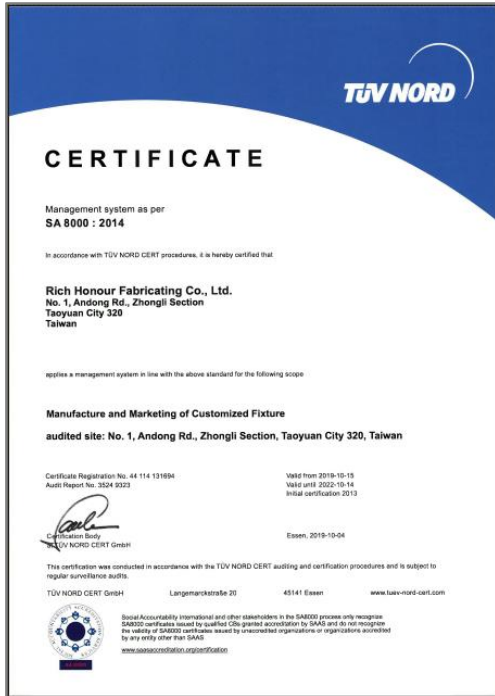 TÜV NORD
CERTIFICATE
Management system as per
SA 8000 : 2014
In accordance with TÜV NORD CERT procedures, it is hereby certified that
Rich Honour Fabricating Co., Ltd.
No. 1, Andong Rd., Zhongli Section
Taoyuan City 320
Taiwan
applies a management system in line with the above standard for the following scope
Manufacture and Marketing of Customized Fixture
audited site: No. 1, Andong Rd., Zhongli Section, Taoyuan City 320, Taiwan
Certificate Registration No. 44 114 131694
Audit Report No. 3524 9323
Valid from 2019-10-15
Valid until 2022-10-14
Initial certification 2013
Certification Body
TÜV NORD CERT GmbH
Essen, 2019-10-04
This certification was conducted in accordance with the TÜV NORD CERT auditing and certification procedures and is subject to
regular surveillance audits.
TÜV NORD CERT GmbH Langemarckstraße 20 45141 Essen www.tuev-nord-cert.com
Social Accountability International and other stakeholders in the SA8000 process only recognize
SA8000 certificates issued by qualified CBs granted accreditation by SAAS and do not recognize
the validity of SA8000 certificates issued by unaccredited organizations or organizations accredited
by any entity other than SAAS
www.saasaccreditation.org/certification